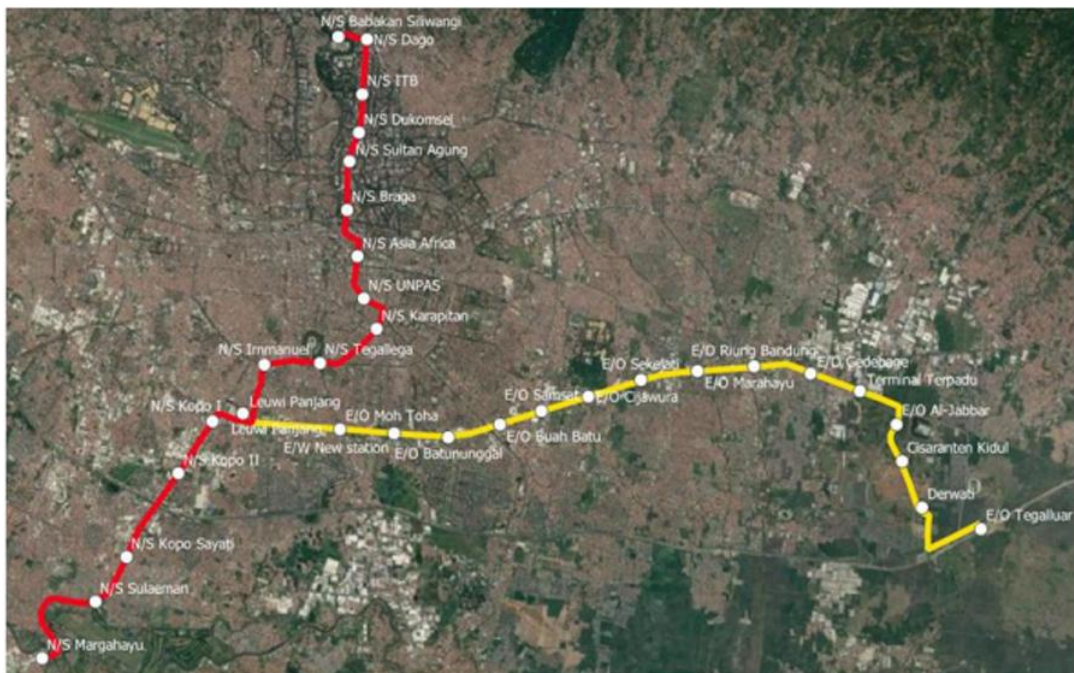 N/S Babakan Siliwangi
N/S Dago
N/S ITB
N/S Dukomsel
N/S Sultan Agung
N/S Braga
N/S Asia Africa
N/S UNPAS
N/S Karapitan
N/S Immanuel
N/S Tegallega
N/S Kopo I
Leuwi Panjang
Leuwi Panjang
E/W New station
E/O Moh Toha
E/O Batununggal
E/O Buah Batu
E/O Samsat
E/O Cijawura
E/O Sekelati
E/O Marahayu
E/O Riung Bandung
E/O Gedebage
Terminal Terpadu
E/O Al-Jabbar
Cisaranten Kidul
Derwati
E/O Tegalluar
N/S Kopo II
N/S Kopo Sayati
N/S Sulaeman
N/S Margahayu